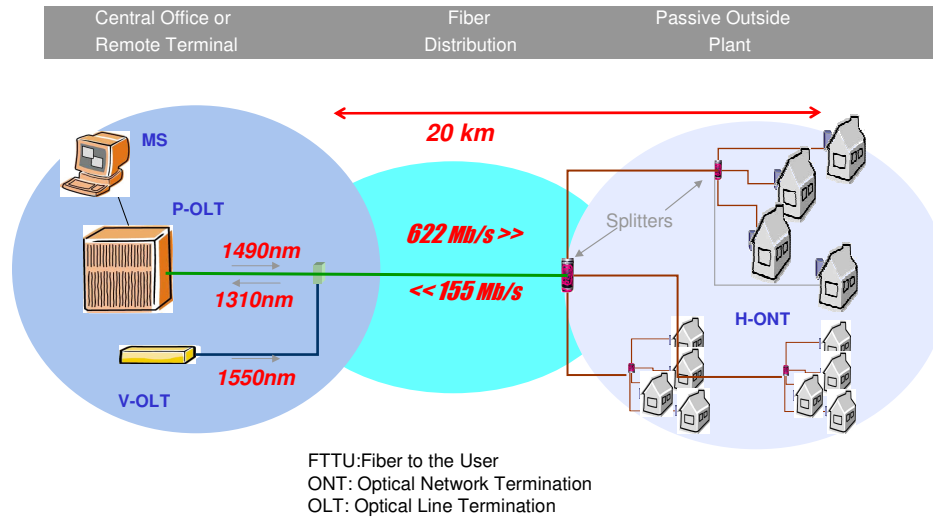 Central Office or
Remote Terminal
Fiber
Distribution
Passive Outside
Plant
20 km
MS
P-OLT
1490nm
1310nm
622 Mb/s >>
<< 155 Mb/s
Splitters
H-ONT
1550nm
V-OLT
FTTU:Fiber to the User
ONT: Optical Network Termination
OLT: Optical Line Termination